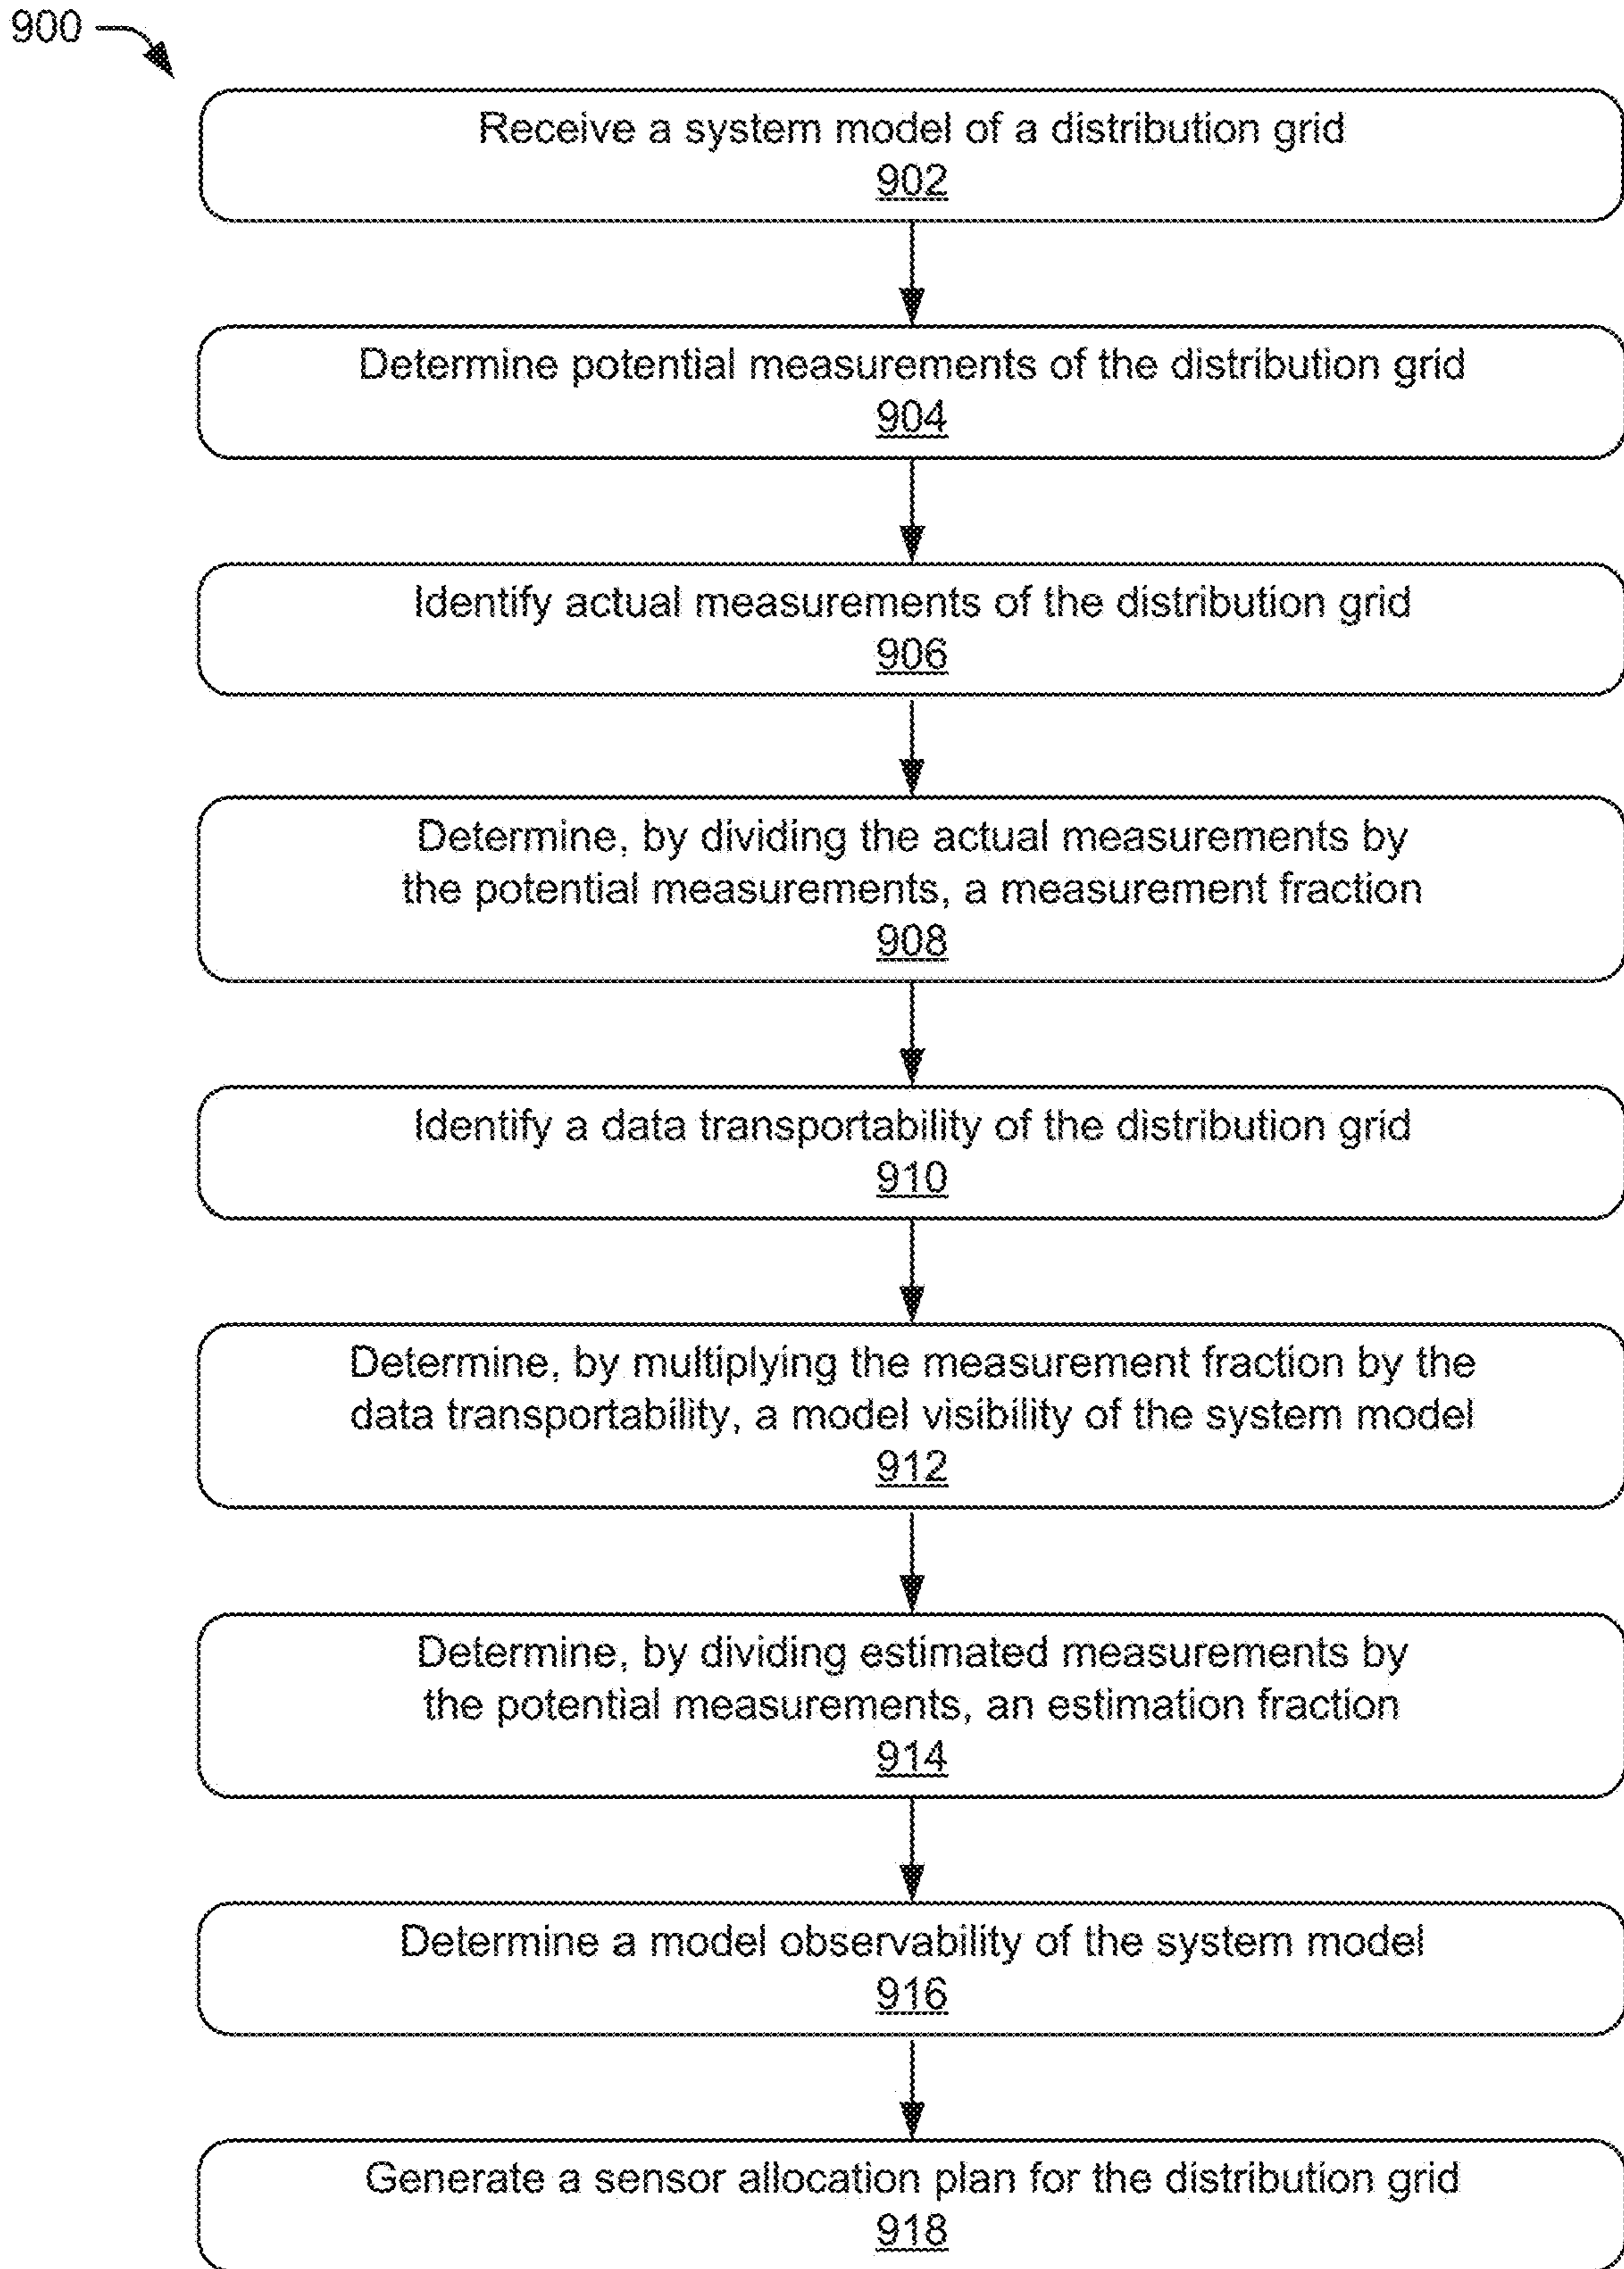 900
Receive a system model of a distribution grid
902
Determine potential measurements of the distribution grid
904
Identify actual measurements of the distribution grid
906
Determine, by dividing the actual measurements by
the potential measurements, a measurement fraction
908
Identify a data transportability of the distribution grid
910
Determine, by multiplying the measurement fraction by the
data transportability, a model visibility of the system model
912
Determine, by dividing estimated measurements by
the potential measurements, an estimation fraction
914
Determine a model observability of the system model
916
Generate a sensor allocation plan for the distribution grid
918